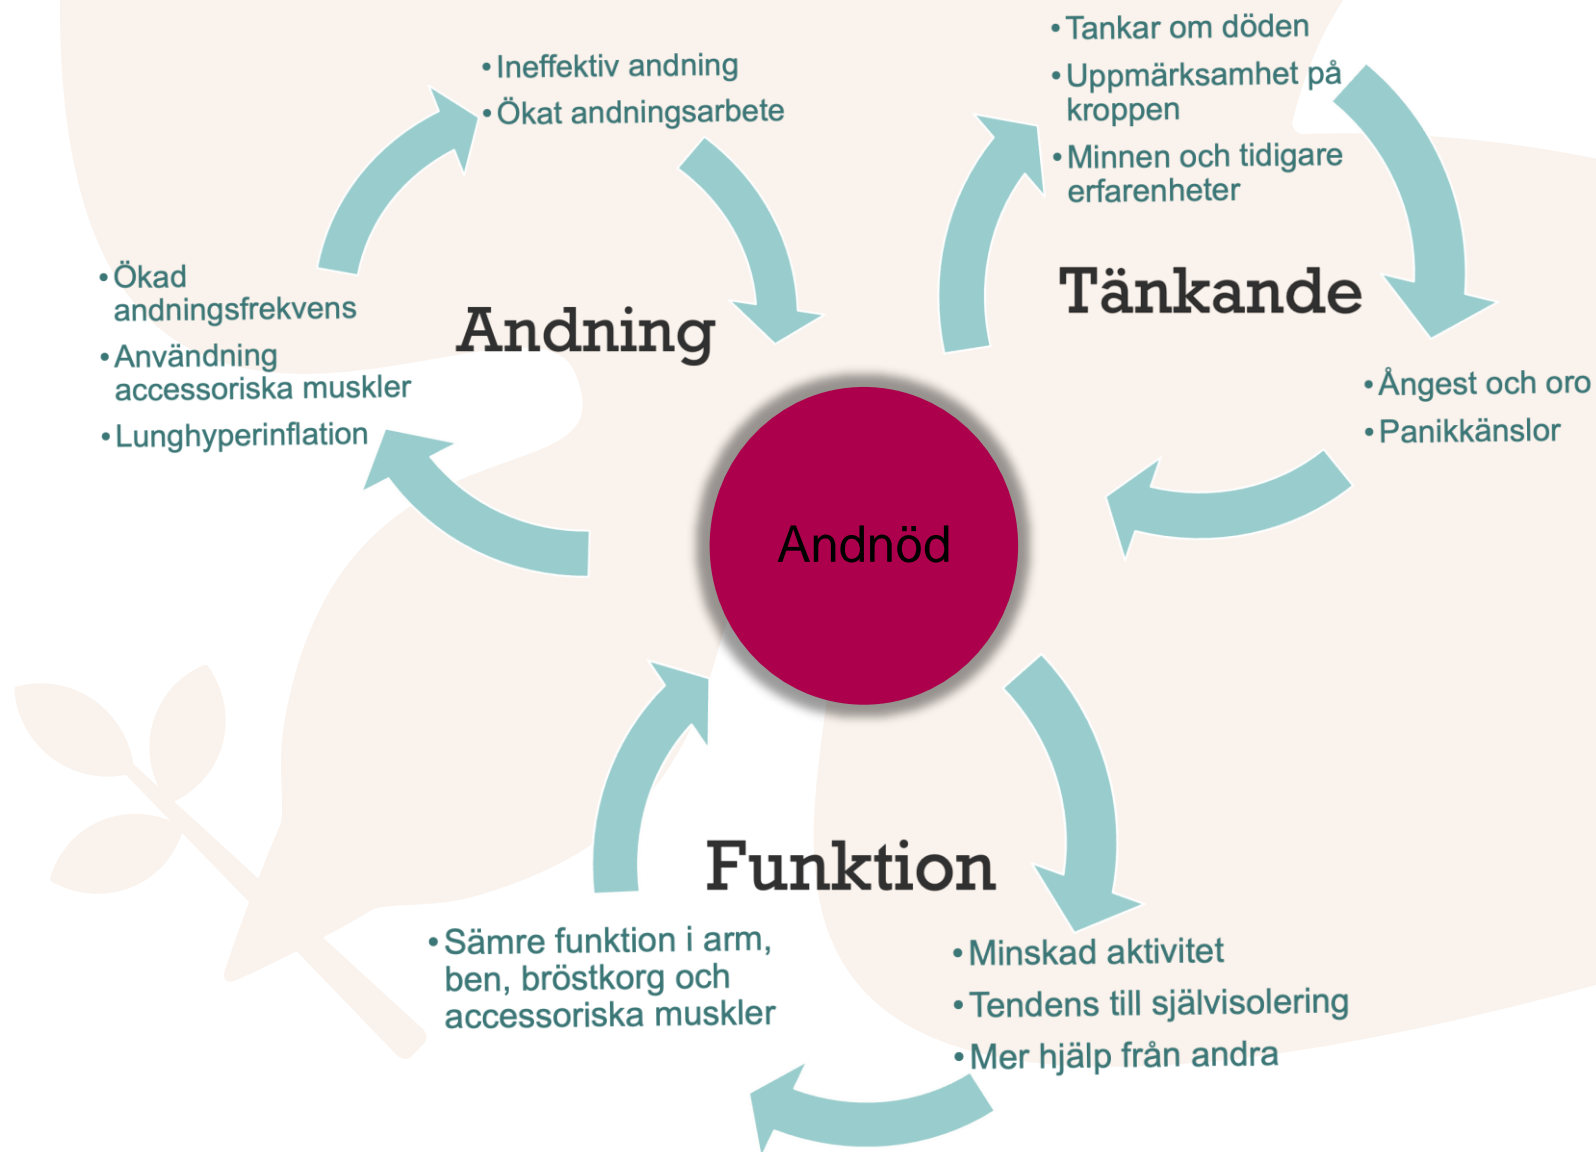 • Ineffektiv andning
• Ökat andningsarbete
• Ökad
andningsfrekvens
• Användning
accessoriska muskler
• Lunghyperinflation
Andning
• Tankar om döden
• Uppmärksamhet på
kroppen
• Minnen och tidigare
erfarenheter
Tänkande
• Ångest och oro
• Panikkänslor
Andnöd
Funktion
• Sämre funktion i arm,
ben, bröstkorg och
accessoriska muskler
• Minskad aktivitet
• Tendens till självisolering
• Mer hjälp från andra